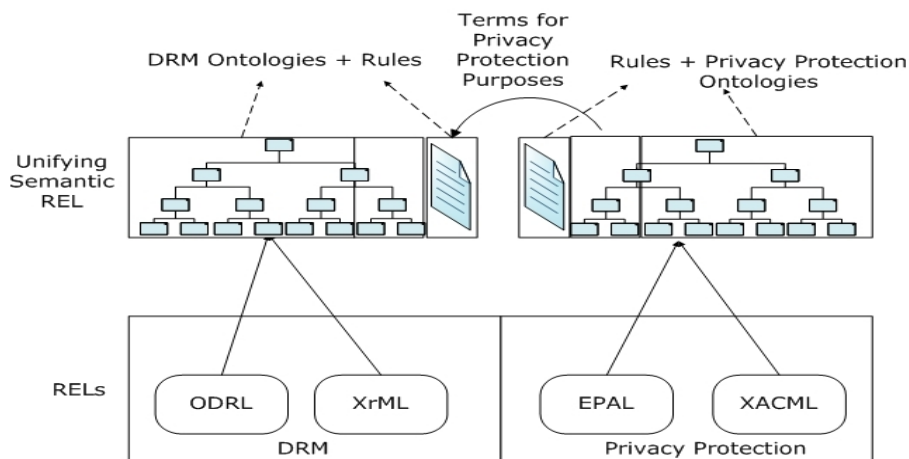 Terms for
Privacy
Protection
Purposes
DRM Ontologies + Rules
Rules + Privacy Protection
Ontologies
Unifying
Semantic
REL
RELs
ODRL
XrML
EPAL
XACML
DRM
Privacy Protection